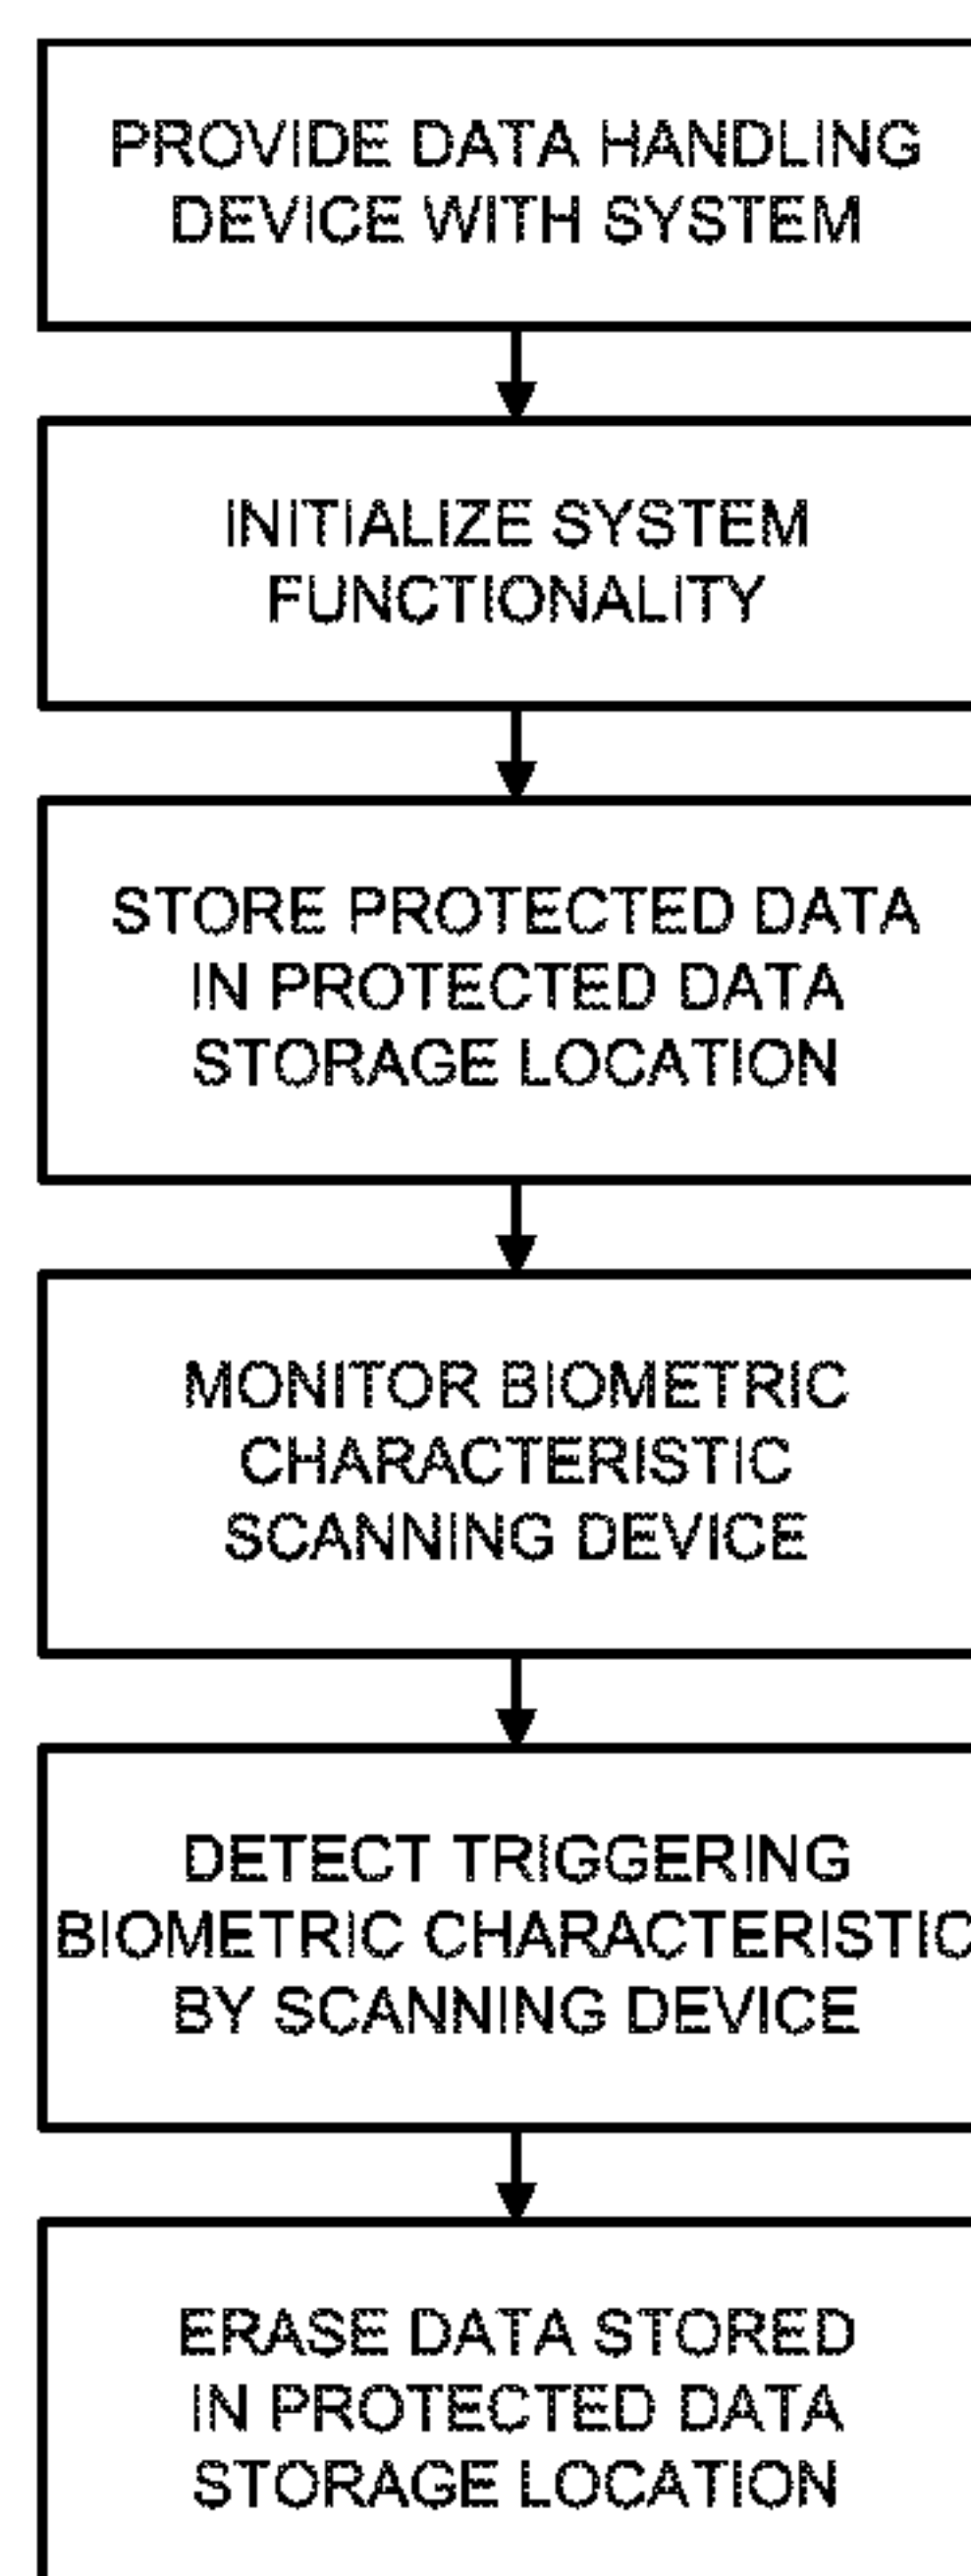 PROVIDE DATA HANDLING
DEVICE WITH SYSTEM
INITIALIZE SYSTEM
FUNCTIONALITY
STORE PROTECTED DATA
IN PROTECTED DATA
STORAGE LOCATION
MONITOR BIOMETRIC
CHARACTERISTIC
SCANNING DEVICE
DETECT TRIGGERING
BIOMETRIC CHARACTERISTIC
BY SCANNING DEVICE
ERASE DATA STORED
IN PROTECTED DATA
STORAGE LOCATION